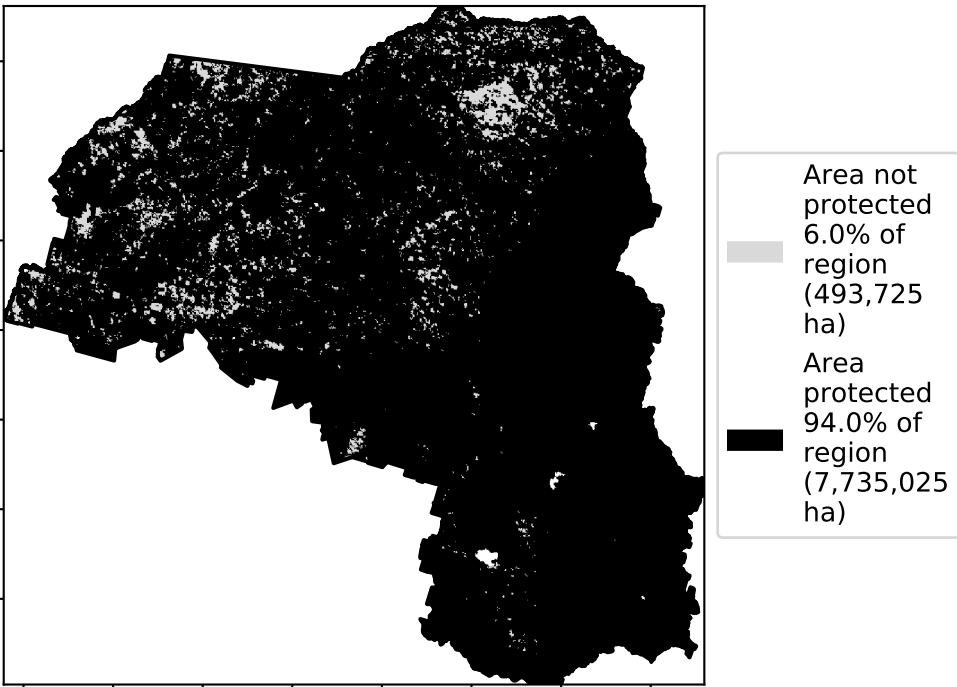 Area not
protected
6.0% of
region
(493,725
ha)
Area
protected
94.0% of
region
(7,735,025
ha)